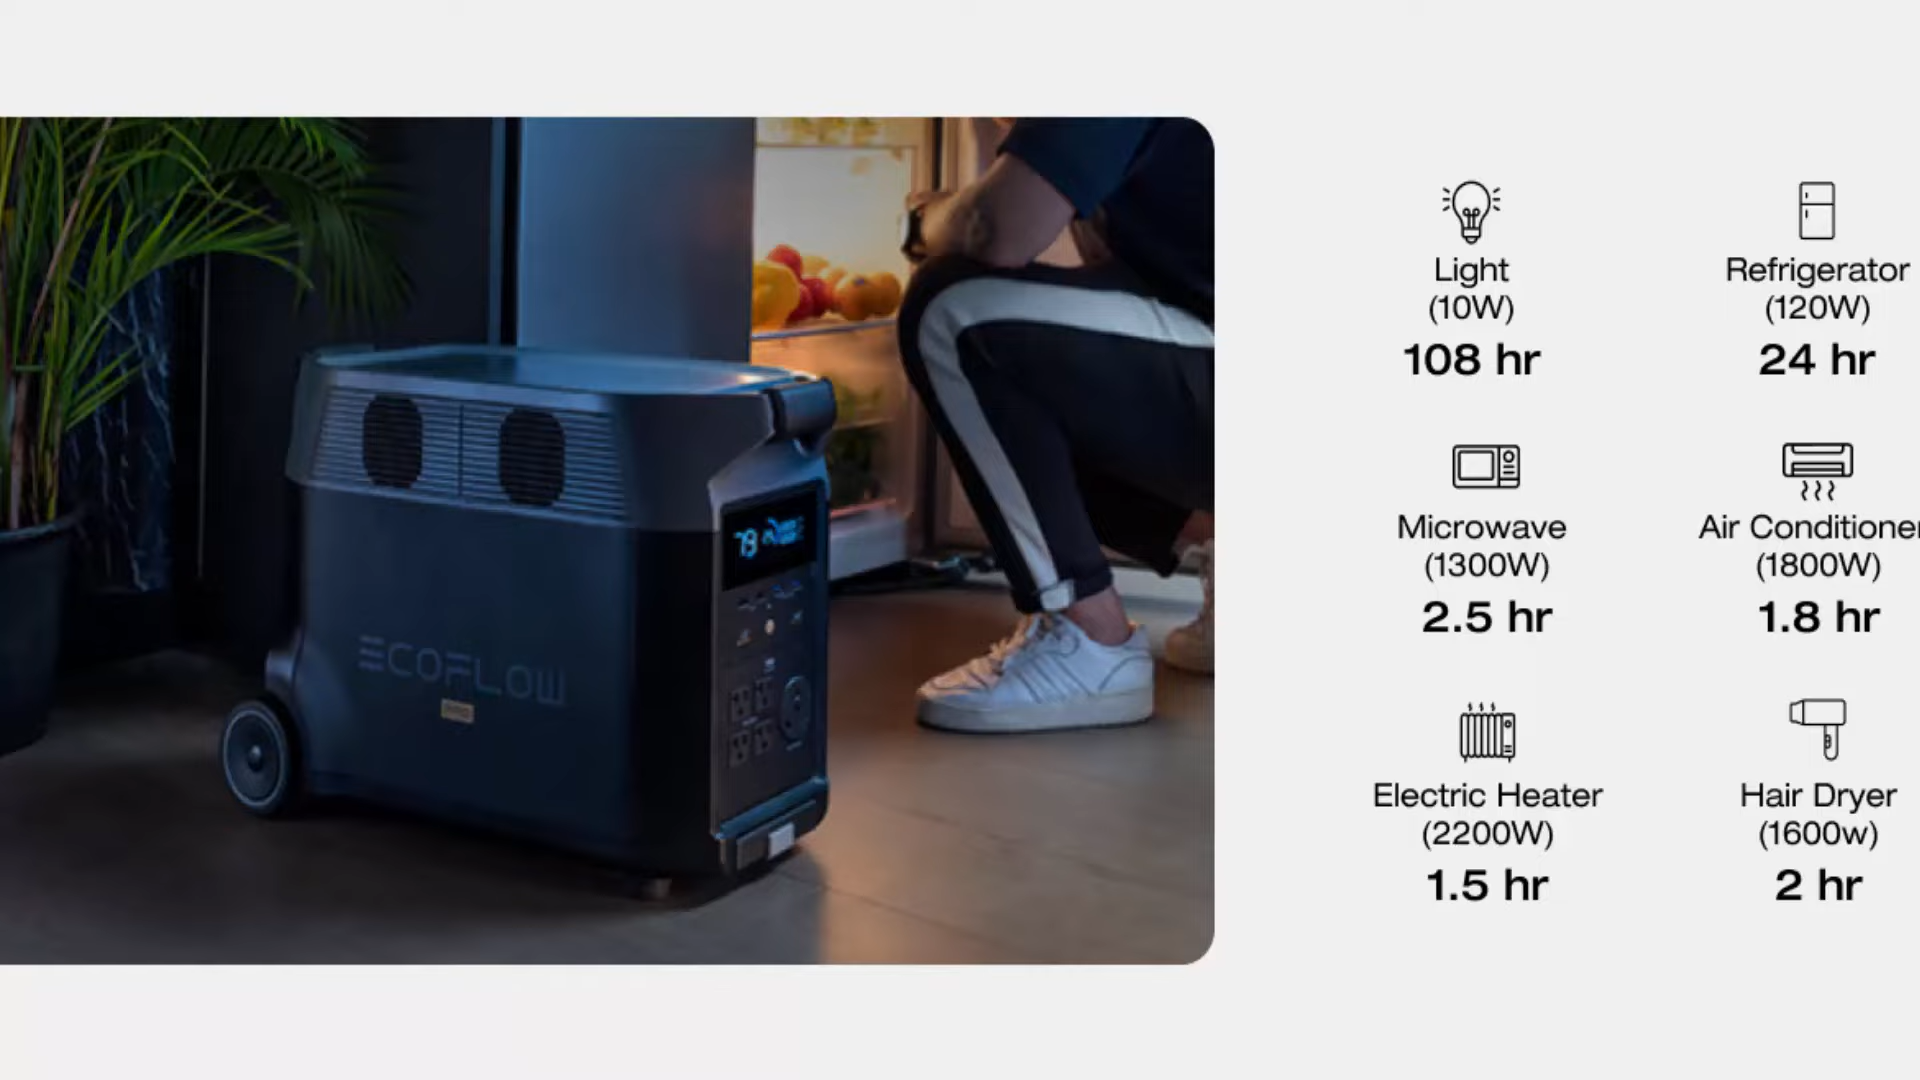 Light
(10W)
108 hr
Refrigerator
(120W)
24 hr
Microwave
(1300W)
2.5 hr
Air Conditioner
(1800W)
1.8 hr
Electric Heater
(2200W)
1.5 hr
Hair Dryer
(1600w)
2 hr
ECOFLOW